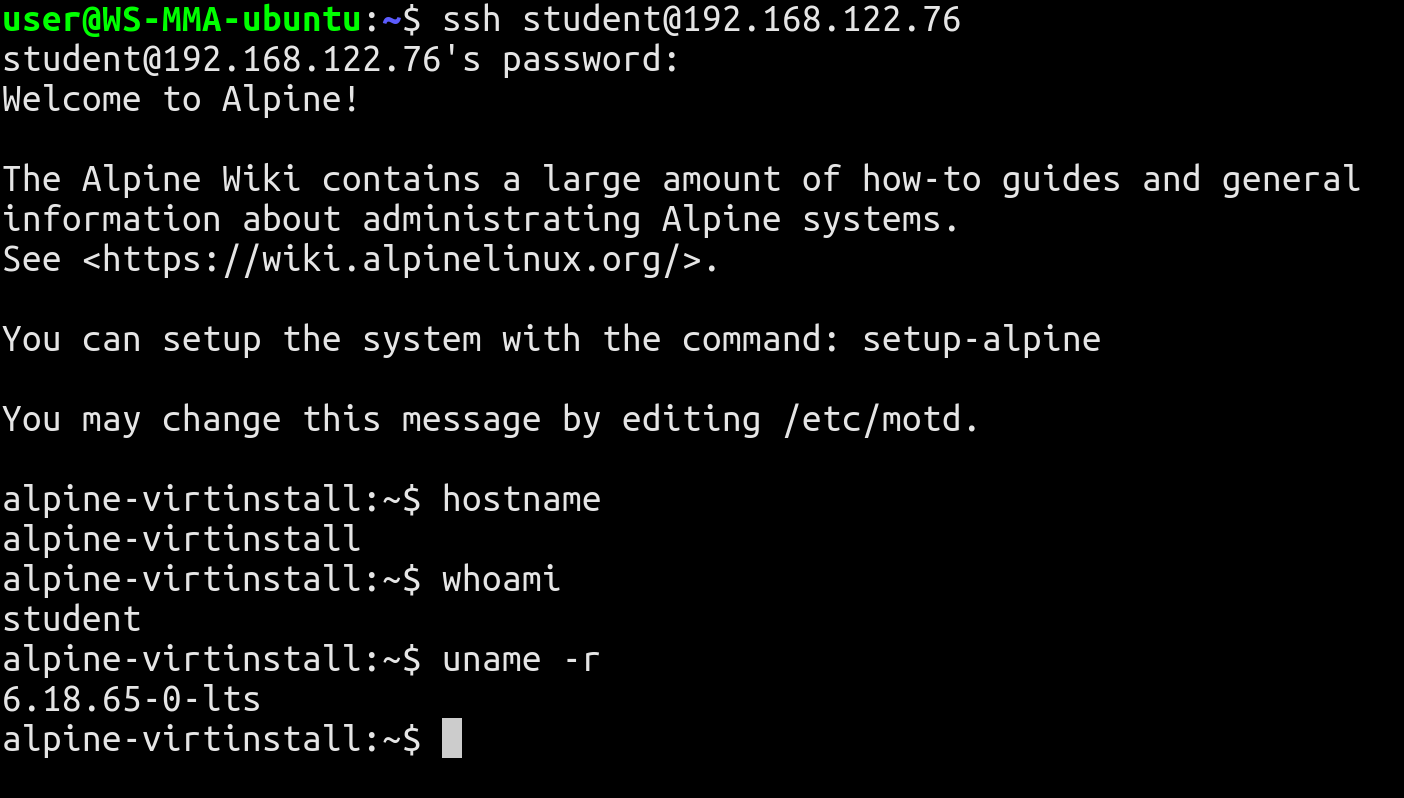 user@WS-MMA-ubuntu:~$ ssh student@192.168.122.76
student@192.168.122.76's password:
Welcome to Alpine!
The Alpine Wiki contains a large amount of how-to guides and general
information about administrating Alpine systems.
See <https://wiki.alpinelinux.org/>.
You can setup the system with the command: setup-alpine
You may change this message by editing /etc/motd.
alpine-virtinstall:~$ hostname
alpine-virtinstall
alpine-virtinstall:~$ whoami
student
alpine-virtinstall:~$ uname -r
6.18.65-0-lts
alpine-virtinstall:~$